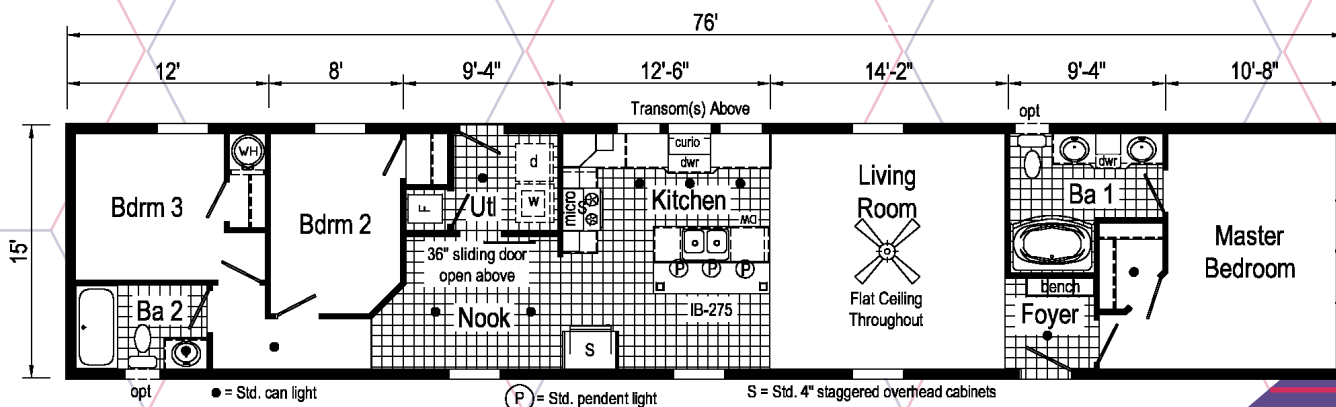 76'
12' 8' 9'-4" 12'-6" 14'-2" 9'-4" 10'-8"
Transom(s) Above
opt
15'
WH
curio
dwr
d
dwr
Bdrm 3
Bdrm 2
F
Utl
W
micro
S
Kitchen
DW
Living
Room
Ba 1
Master
Bedroom
36" sliding door
open above
P P P
bench
Flat Ceiling
Throughout
Ba 2
Nook
IB-275
Foyer
S
opt
= Std. can light
P = Std. pendent light
S = Std. 4" staggered overhead cabinets